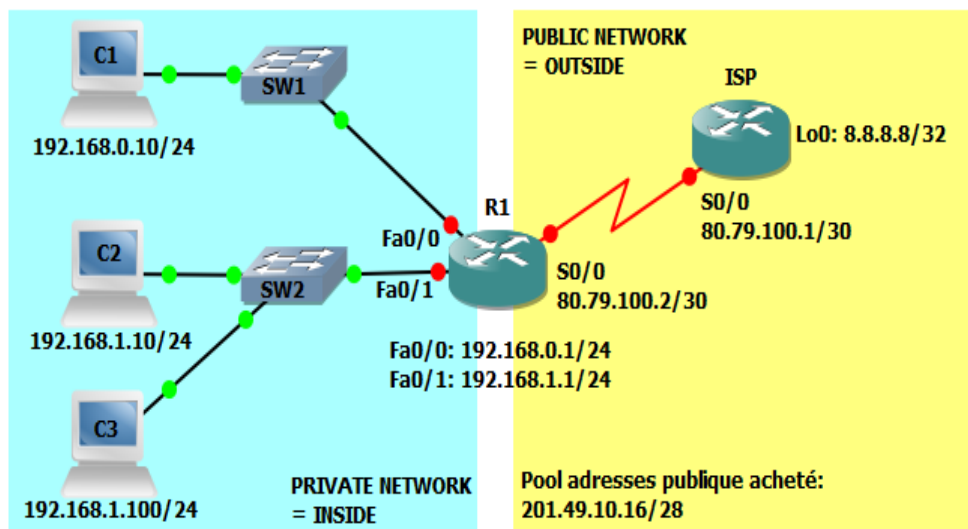 C1
SW1
192.168.0.10/24
C2
SW2
192.168.1.10/24
C3
192.168.1.100/24
PRIVATE NETWORK
= INSIDE
Fa0/0
Fa0/1
R1
S0/0
80.79.100.2/30
Fa0/0: 192.168.0.1/24
Fa0/1: 192.168.1.1/24
PUBLIC NETWORK
= OUTSIDE
ISP
Lo0: 8.8.8.8/32
S0/0
80.79.100.1/30
Pool adresses publique acheté:
201.49.10.16/28